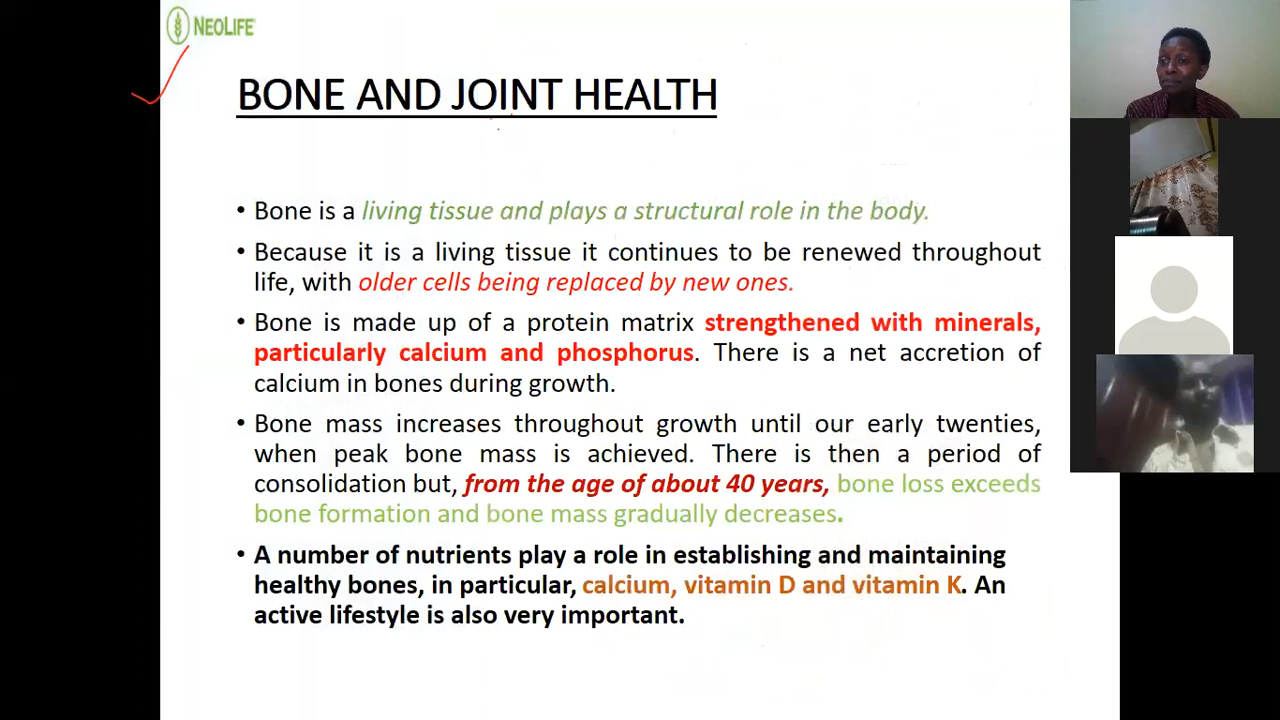 NEOLIFE
BONE AND JOINT HEALTH
• Bone is a living tissue and plays a structural role in the body.
• Because it is a living tissue it continues to be renewed throughout
life, with older cells being replaced by new ones.
• Bone is made up of a protein matrix strengthened with minerals,
particularly calcium and phosphorus. There is a net accretion of
calcium in bones during growth.
• Bone mass increases throughout growth until our early twenties,
when peak bone mass is achieved. There is then a period of
consolidation but, from the age of about 40 years, bone loss exceeds
bone formation and bone mass gradually decreases.
• A number of nutrients play a role in establishing and maintaining
healthy bones, in particular, calcium, vitamin D and vitamin K. An
active lifestyle is also very important.